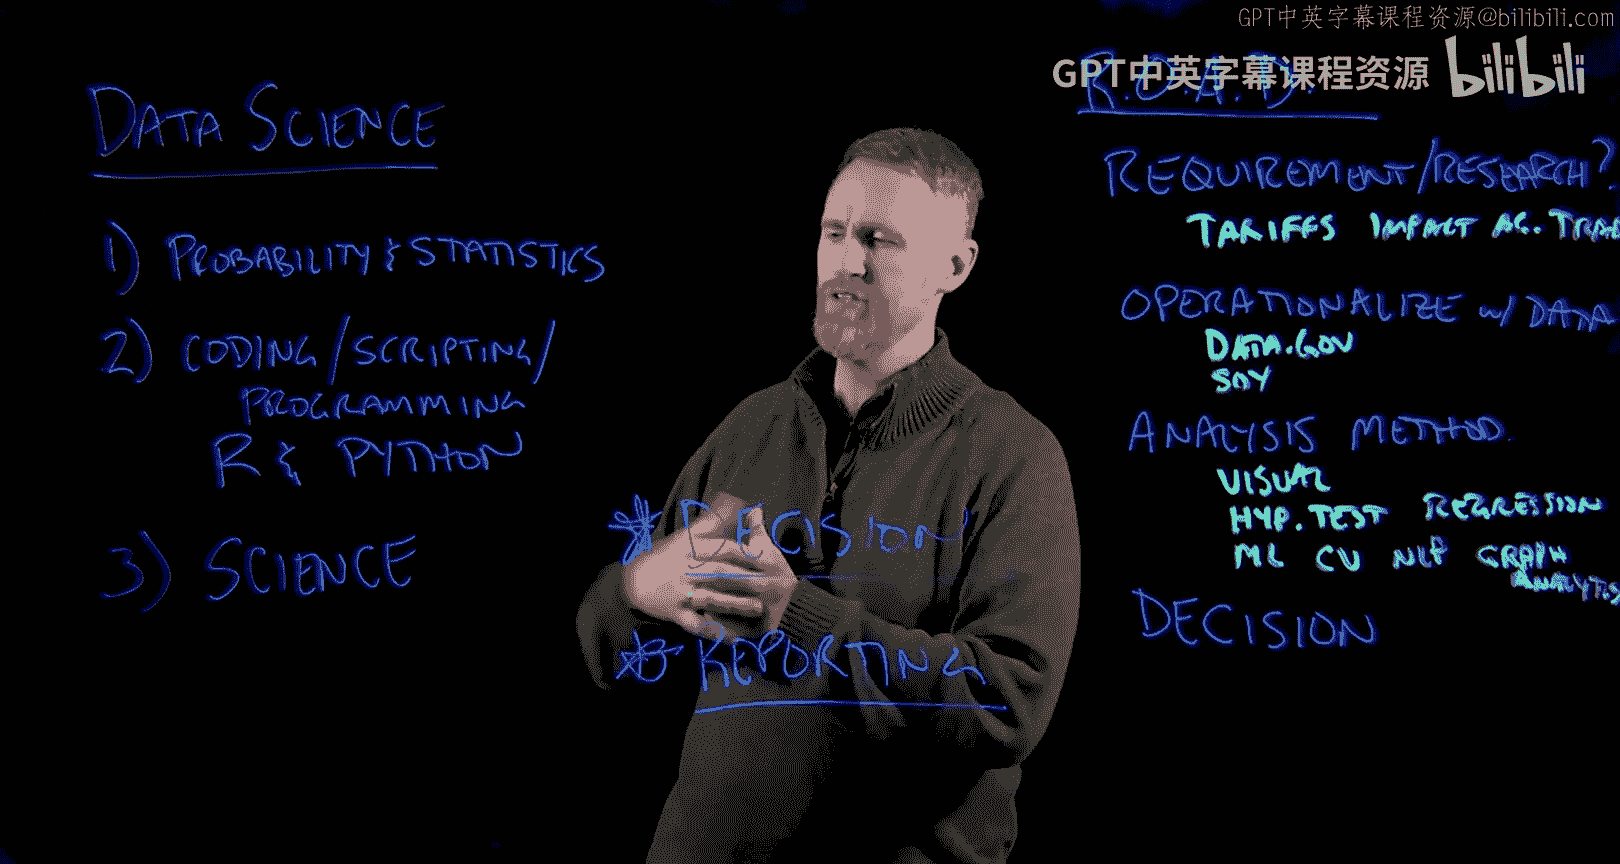 GPT中英字幕课程资源@bilibili.com
GPT中英字幕课程资源 bilibili
DATA SCIENCE
1) PROBABILITY & STATISTICS
2) CODING/SCRIPTING/
PROGRAMMING
R & PYTHON
3) SCIENCE
* DECISION
* REPORTING
R.O.A.D.
REQUIREMENT/RESEARCH?
TARIFFS IMPACT AG. TRAD
OPERATIONALIZE w/ DATA
DATA.GOV
SOY
ANALYSIS METHOD.
VISUAL
HYP. TEST REGRESSION
ML CV NLP GRAPH
ANALYTICS
DECISION